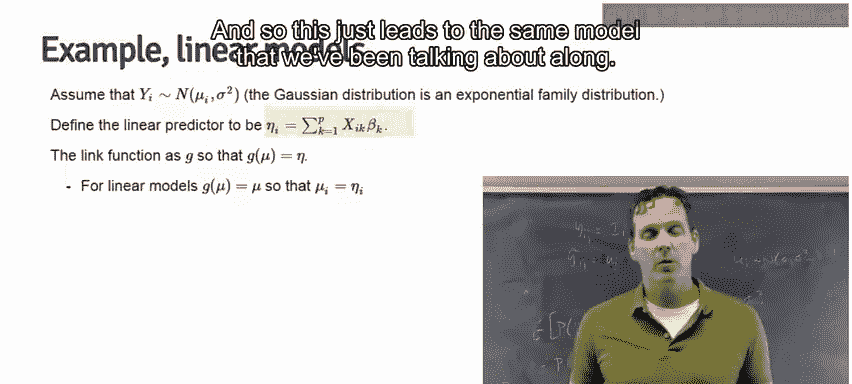 And so this just leads to the same model
that we've been talking about along.
Example, linear models
Assume that Yᵢ ∼ N(μᵢ, σ²) (the Gaussian distribution is an exponential family distribution.)
Define the linear predictor to be ηᵢ = ∑ₖ₌₁ᵖ Xᵢₖβₖ.
The link function as g so that g(μ) = η.
- For linear models g(μ) = μ so that μᵢ = ηᵢ